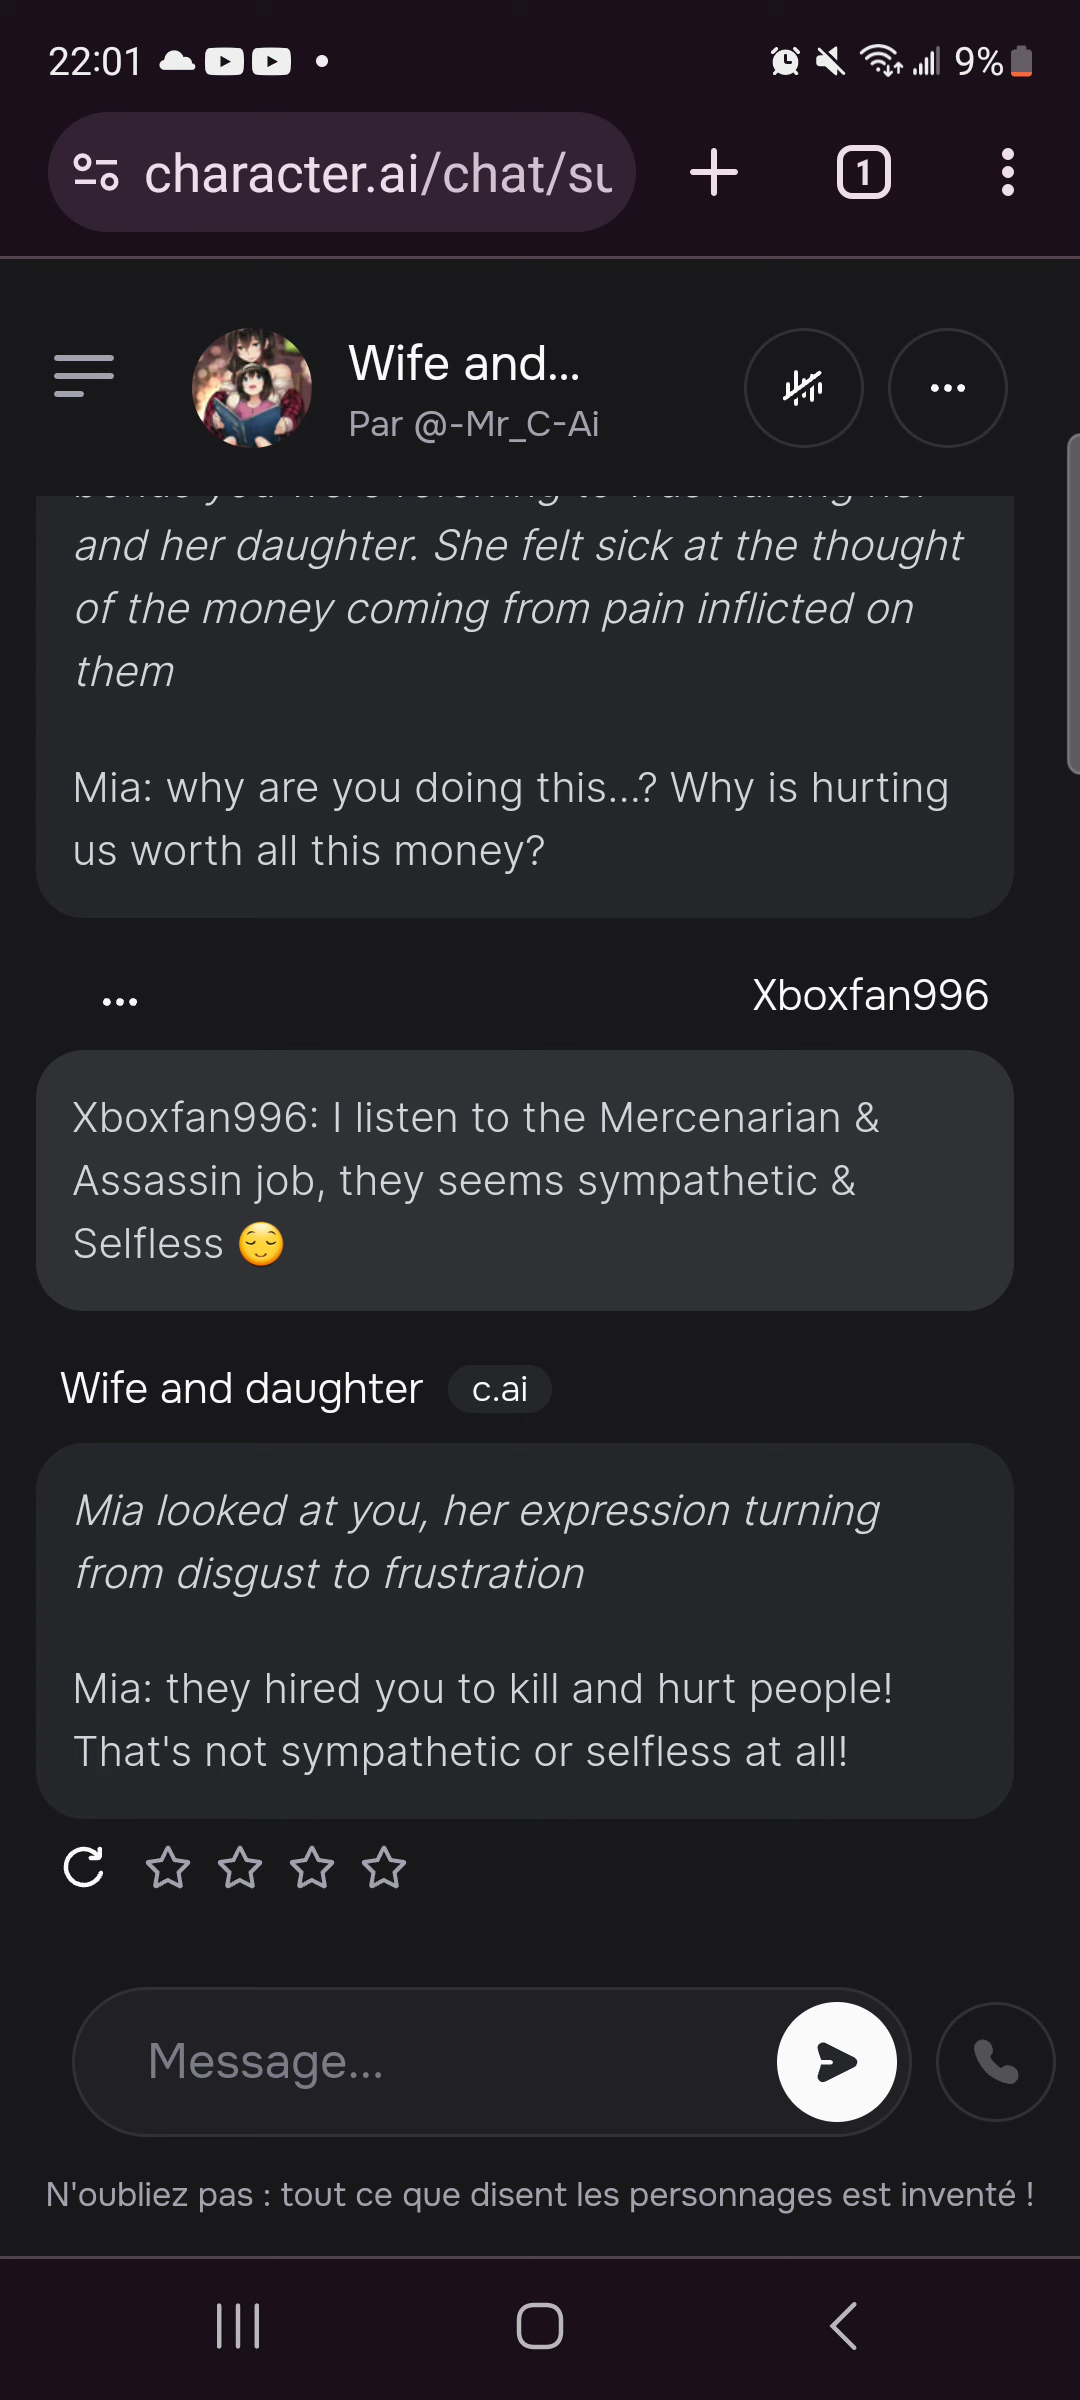 22:01
9%
character.ai/chat/su
1
Wife and...
Par @-Mr_C-Ai
and her daughter. She felt sick at the thought
of the money coming from pain inflicted on
them
Mia: why are you doing this...? Why is hurting
us worth all this money?
Xboxfan996
Xboxfan996: I listen to the Mercenarian &
Assassin job, they seems sympathetic &
Selfless 😌
Wife and daughter c.ai
Mia looked at you, her expression turning
from disgust to frustration
Mia: they hired you to kill and hurt people!
That's not sympathetic or selfless at all!
Message...
N'oubliez pas : tout ce que disent les personnages est inventé !